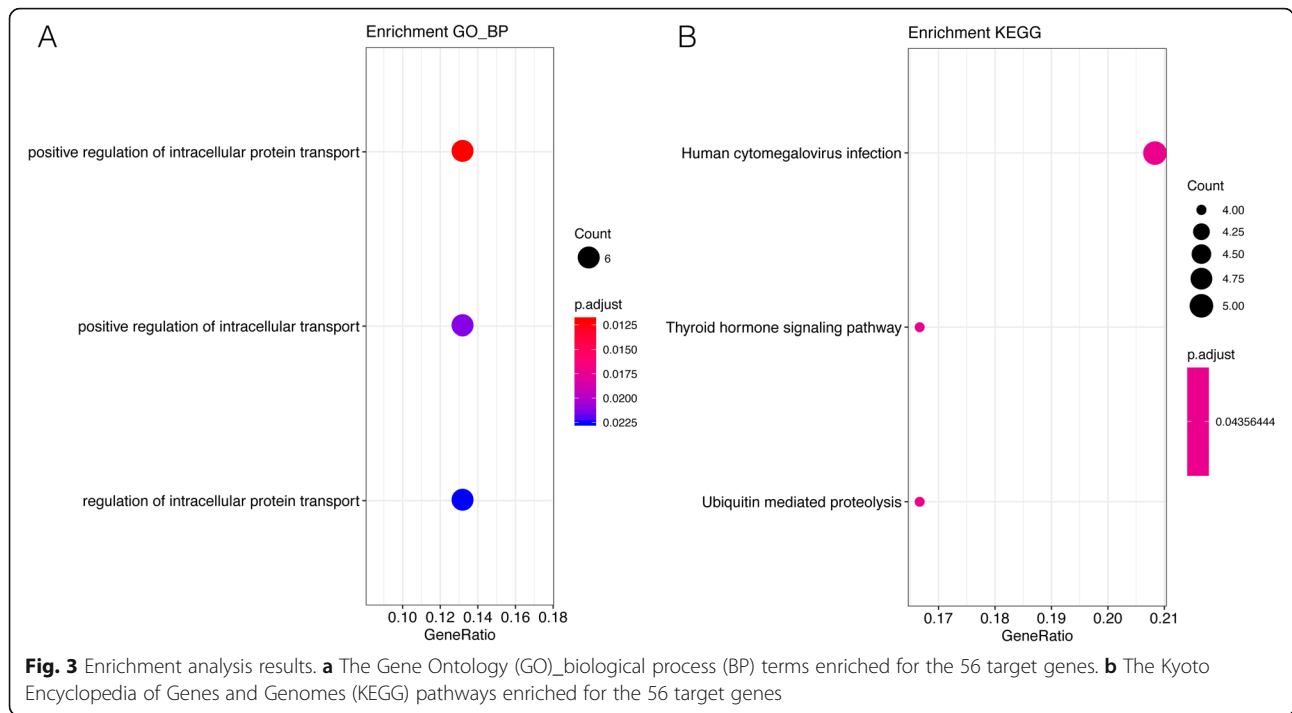 A
Enrichment GO_BP
positive regulation of intracellular protein transport
positive regulation of intracellular transport
regulation of intracellular protein transport
0.10 0.12 0.14 0.16 0.18
GeneRatio
Count
6
p.adjust
0.0125
0.0150
0.0175
0.0200
0.0225
B
Enrichment KEGG
Human cytomegalovirus infection
Thyroid hormone signaling pathway
Ubiquitin mediated proteolysis
0.17 0.18 0.19 0.20 0.21
GeneRatio
Count
4.00
4.25
4.50
4.75
5.00
p.adjust
0.04356444
Fig. 3 Enrichment analysis results. a The Gene Ontology (GO)_biological process (BP) terms enriched for the 56 target genes. b The Kyoto
Encyclopedia of Genes and Genomes (KEGG) pathways enriched for the 56 target genes